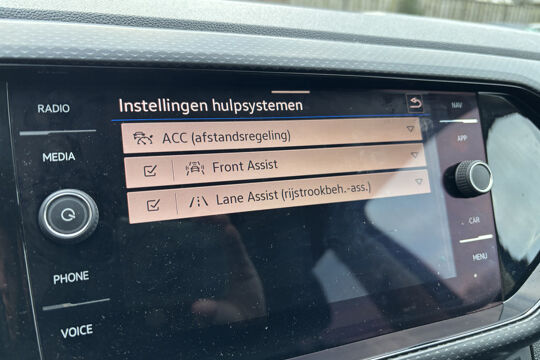 Instellingen hulpsystemen
ACC (afstandsregeling)
Front Assist
Lane Assist (rijstrookbeh.-ass.)
RADIO
MEDIA
PHONE
VOICE
NAV
APP
CAR
MENU